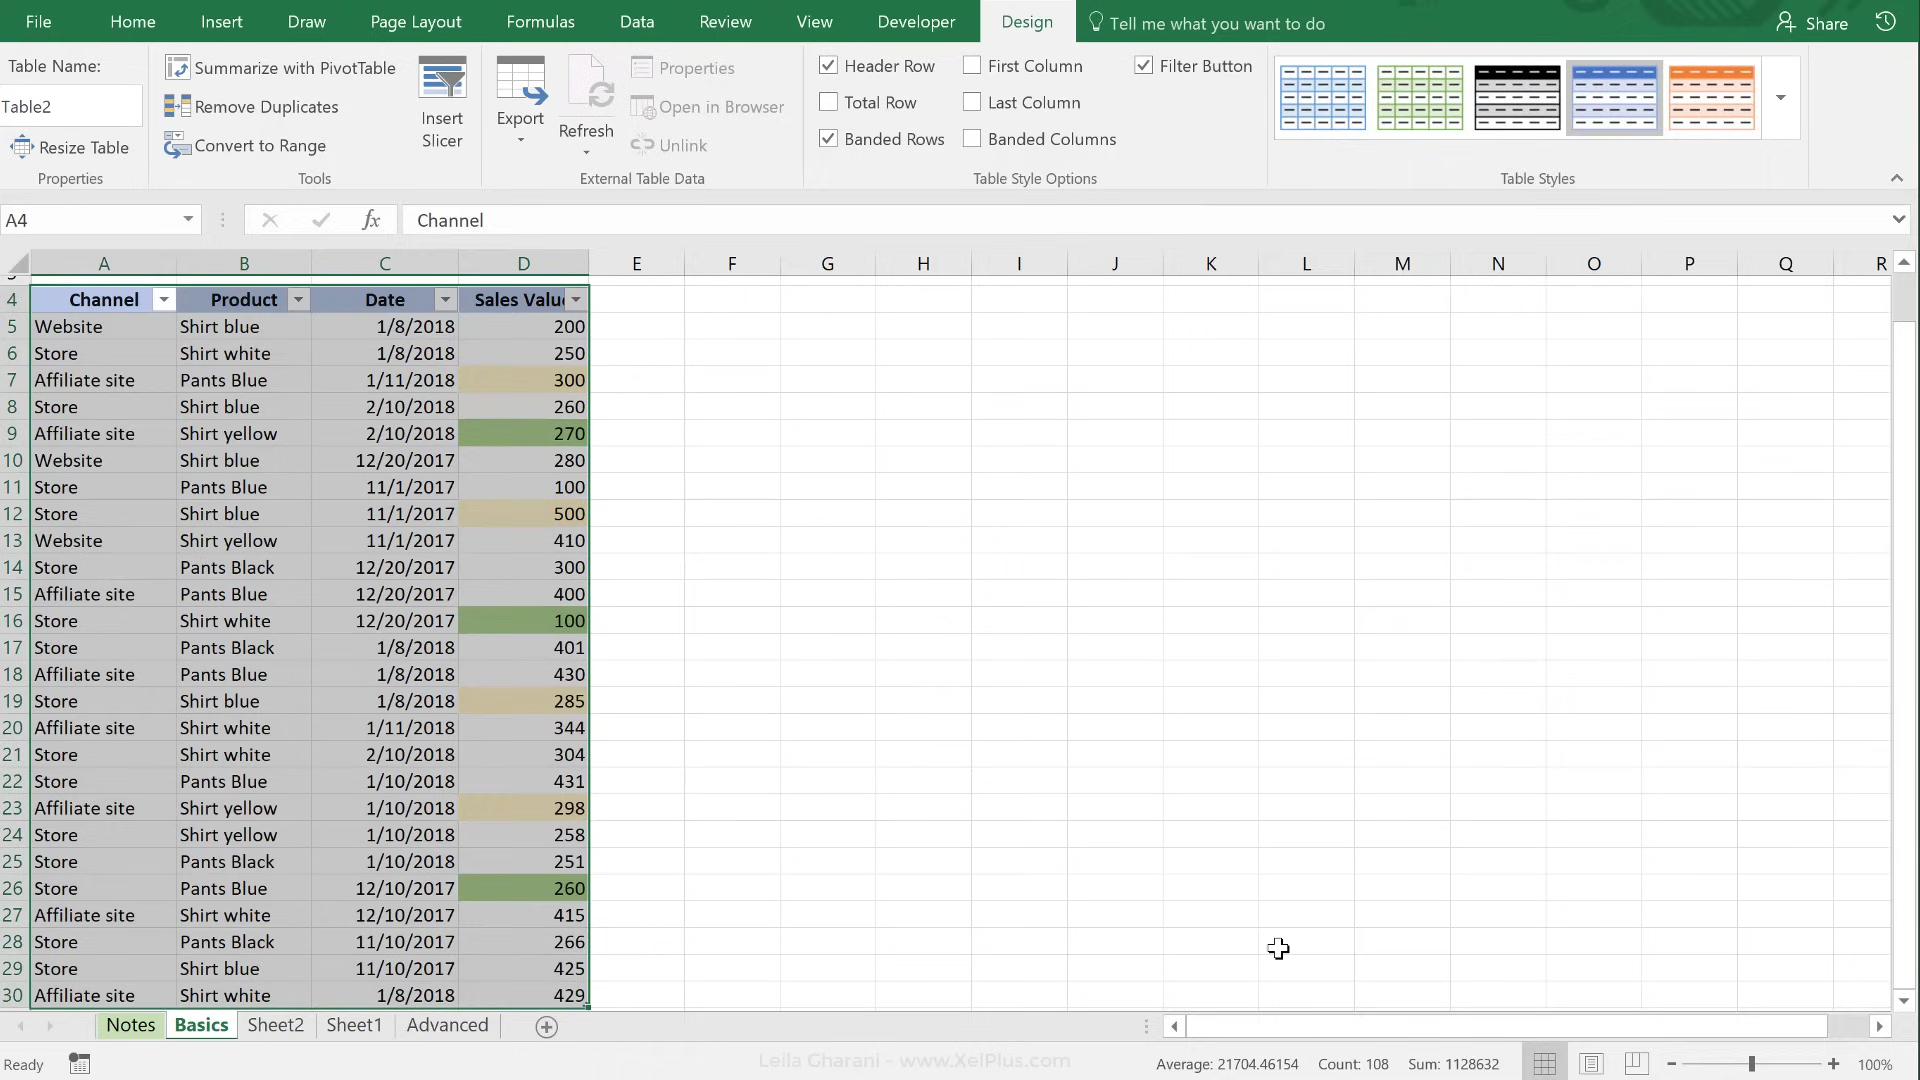 File Home Insert Draw Page Layout Formulas Data Review View Developer Design Tell me what you want to do Share
Table Name:
Table2
Resize Table
Properties
Summarize with PivotTable
Remove Duplicates
Convert to Range
Tools
Insert
Slicer
Export
Refresh
Properties
Open in Browser
Unlink
External Table Data
Header Row First Column Filter Button
Total Row Last Column
Banded Rows Banded Columns
Table Style Options
Table Styles
A4 fx Channel
A B C D E F G H I J K L M N O P Q R
4 Channel Product Date Sales Valu
5 Website Shirt blue 1/8/2018 200
6 Store Shirt white 1/8/2018 250
7 Affiliate site Pants Blue 1/11/2018 300
8 Store Shirt blue 2/10/2018 260
9 Affiliate site Shirt yellow 2/10/2018 270
10 Website Shirt blue 12/20/2017 280
11 Store Pants Blue 11/1/2017 100
12 Store Shirt blue 11/1/2017 500
13 Website Shirt yellow 11/1/2017 410
14 Store Pants Black 12/20/2017 300
15 Affiliate site Pants Blue 12/20/2017 400
16 Store Shirt white 12/20/2017 100
17 Store Pants Black 1/8/2018 401
18 Affiliate site Pants Blue 1/8/2018 430
19 Store Shirt blue 1/8/2018 285
20 Affiliate site Shirt white 1/11/2018 344
21 Store Shirt white 2/10/2018 304
22 Store Pants Blue 1/10/2018 431
23 Affiliate site Shirt yellow 1/10/2018 298
24 Store Shirt yellow 1/10/2018 258
25 Store Pants Black 1/10/2018 251
26 Store Pants Blue 12/10/2017 260
27 Affiliate site Shirt white 12/10/2017 415
28 Store Pants Black 11/10/2017 266
29 Store Shirt blue 11/10/2017 425
30 Affiliate site Shirt white 1/8/2018 429
Notes Basics Sheet2 Sheet1 Advanced
Ready Leila Gharani - www.XelPlus.com Average: 21704.46154 Count: 108 Sum: 1128632 100%